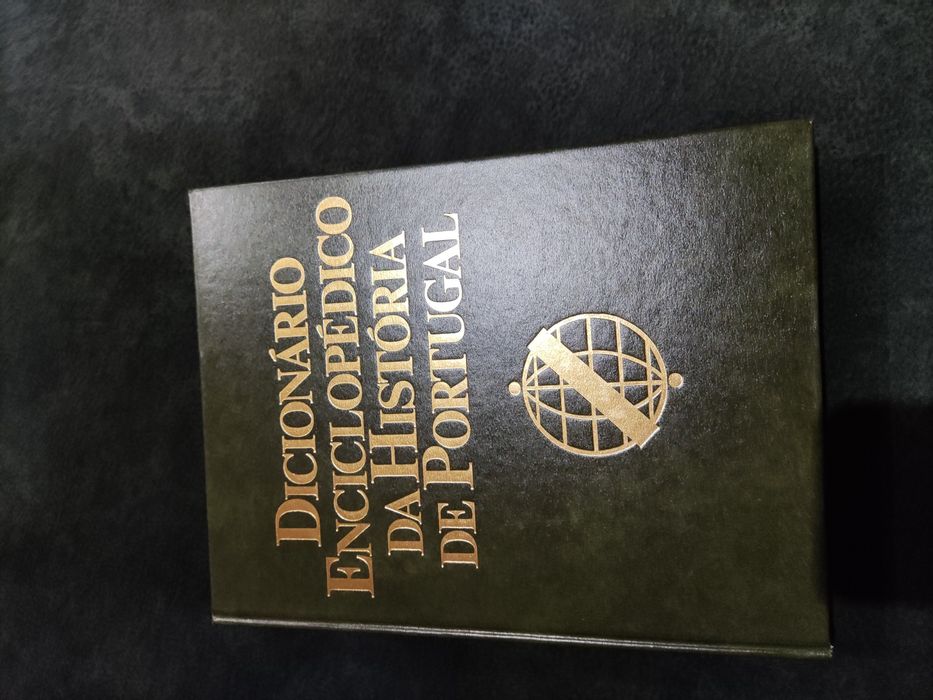 DICIONÁRIO
ENCICLOPÉDICO
DA HISTÓRIA
DE PORTUGAL